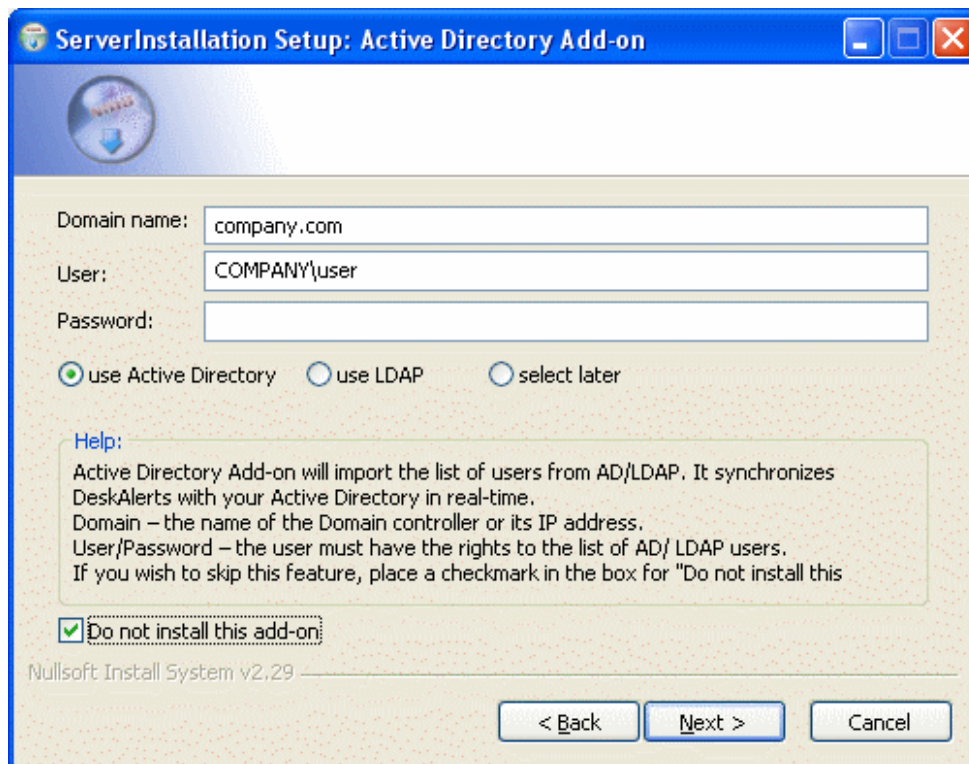 ServerInstallation Setup: Active Directory Add-on
Domain name: company.com
User: COMPANY\user
Password:
use Active Directory use LDAP select later
Help:
Active Directory Add-on will import the list of users from AD/LDAP. It synchronizes
DeskAlerts with your Active Directory in real-time.
Domain – the name of the Domain controller or its IP address.
User/Password – the user must have the rights to the list of AD/ LDAP users.
If you wish to skip this feature, place a checkmark in the box for "Do not install this
Do not install this add-on
Nullsoft Install System v2.29
< Back Next > Cancel